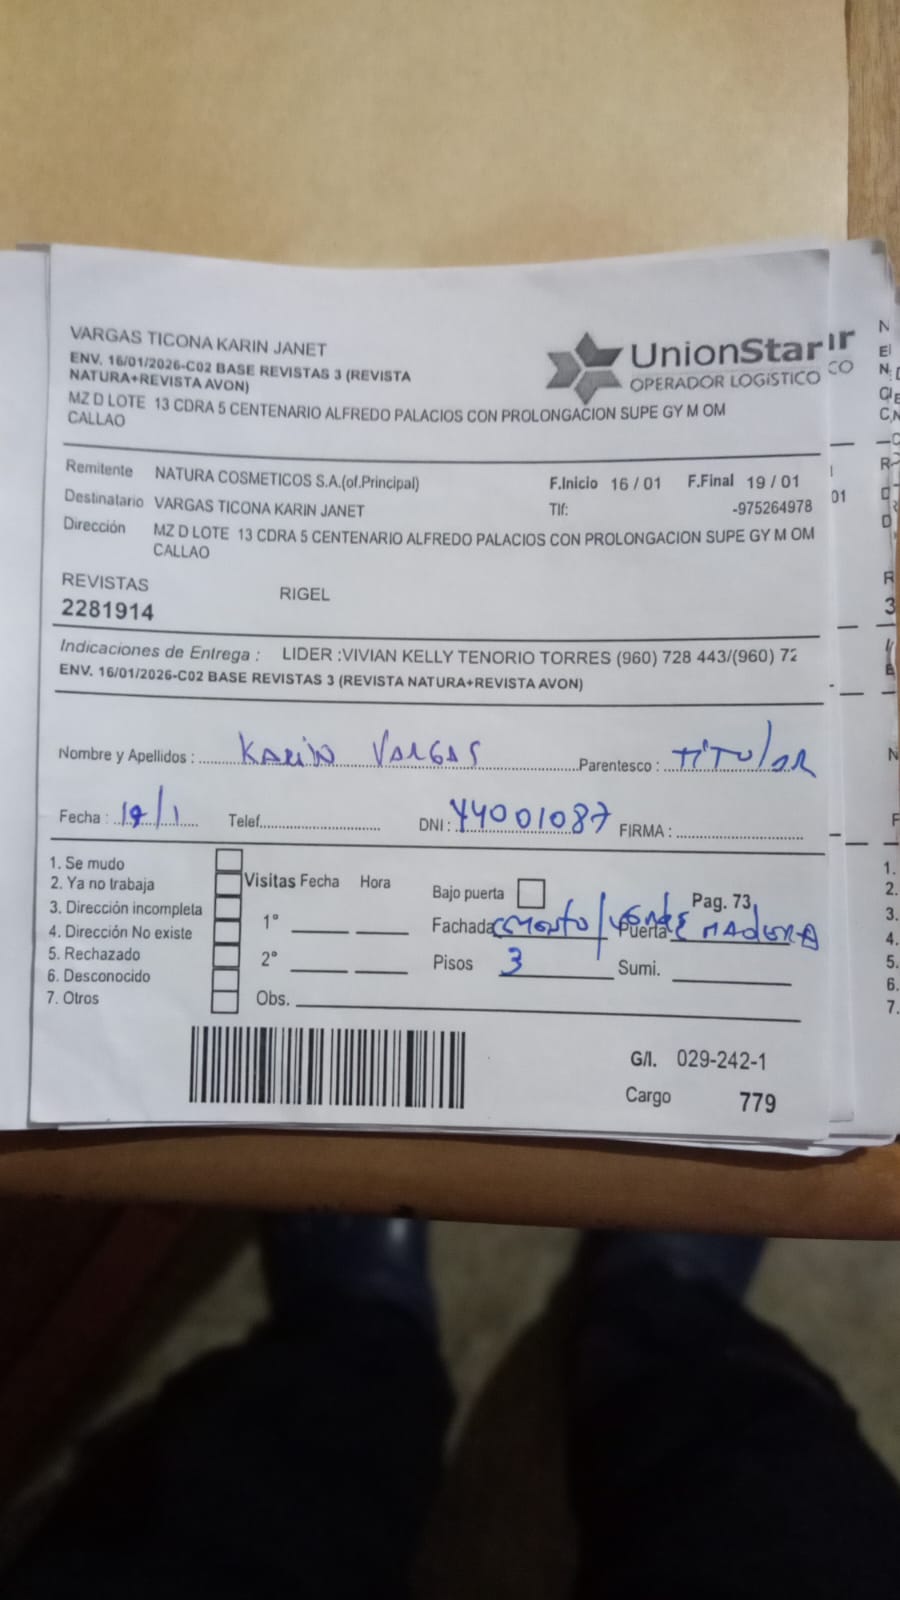 VARGAS TICONA KARIN JANET
ENV. 16/01/2026-C02 BASE REVISTAS 3 (REVISTA
NATURA+REVISTA AVON)
MZ D LOTE 13 CDRA 5 CENTENARIO ALFREDO PALACIOS CON PROLONGACION SUPE GY M OM
CALLAO
UnionStar
OPERADOR LOGíSTICO
Remitente NATURA COSMETICOS S.A.(of.Principal) F.Inicio 16 / 01 F.Final 19 / 01
Destinatario VARGAS TICONA KARIN JANET Tlf: -975264978
Dirección MZ D LOTE 13 CDRA 5 CENTENARIO ALFREDO PALACIOS CON PROLONGACION SUPE GY M OM
CALLAO
REVISTAS RIGEL
2281914
Indicaciones de Entrega : LIDER :VIVIAN KELLY TENORIO TORRES (960) 728 443/(960) 72
ENV. 16/01/2026-C02 BASE REVISTAS 3 (REVISTA NATURA+REVISTA AVON)
Nombre y Apellidos : KARIN VARGAS Parentesco : TITULAR
Fecha : Telef. DNI : 44001087 FIRMA :
1. Se mudo
2. Ya no trabaja Visitas Fecha Hora Bajo puerta Pag. 73
3. Dirección incompleta 1° Fachada Puerta MADERA
4. Dirección No existe
5. Rechazado 2° Pisos 3 Sumi.
6. Desconocido
7. Otros Obs.
G/I. 029-242-1
Cargo 779